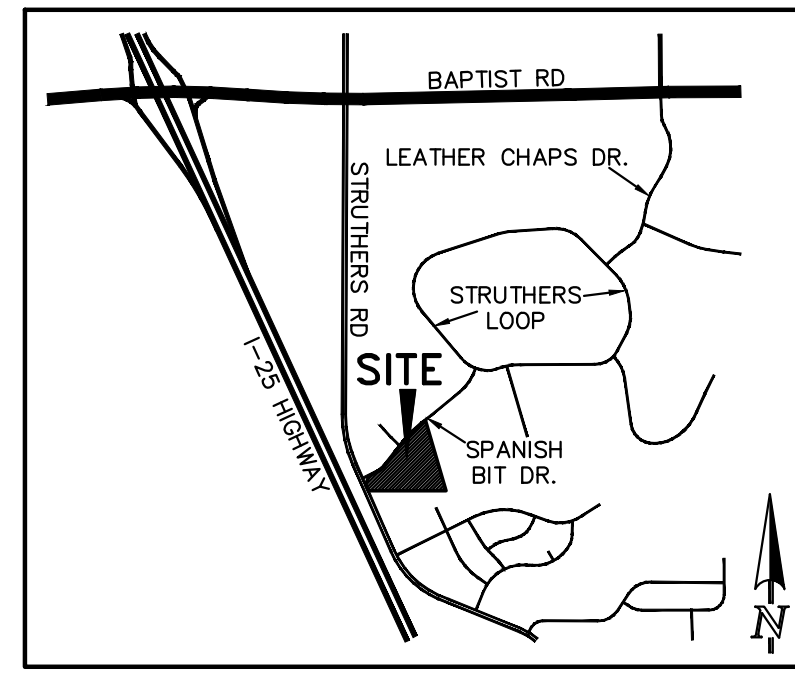 BAPTIST RD
LEATHER CHAPS DR.
STRUTHERS RD
STRUTHERS
LOOP
SITE
I-25 HIGHWAY
SPANISH
BIT DR.
N